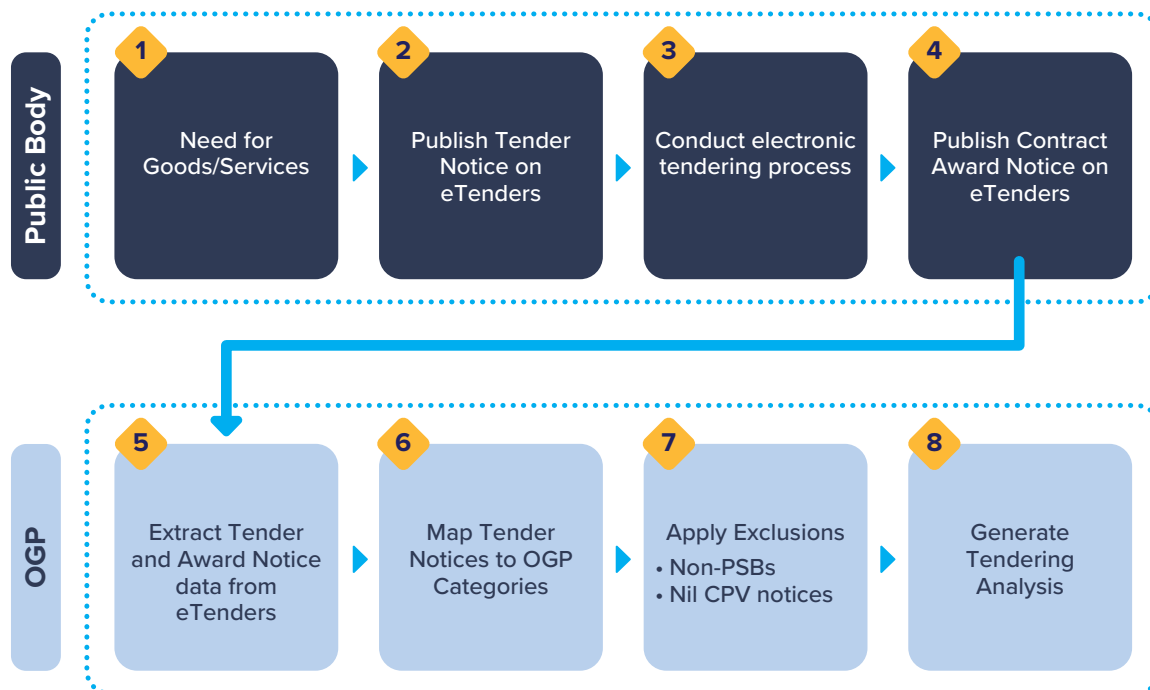 Public Body
1
Need for
Goods/Services
2
Publish Tender
Notice on
eTenders
3
Conduct electronic
tendering process
4
Publish Contract
Award Notice on
eTenders
OGP
5
Extract Tender
and Award Notice
data from
eTenders
6
Map Tender
Notices to OGP
Categories
7
Apply Exclusions
• Non-PSBs
• Nil CPV notices
8
Generate
Tendering
Analysis